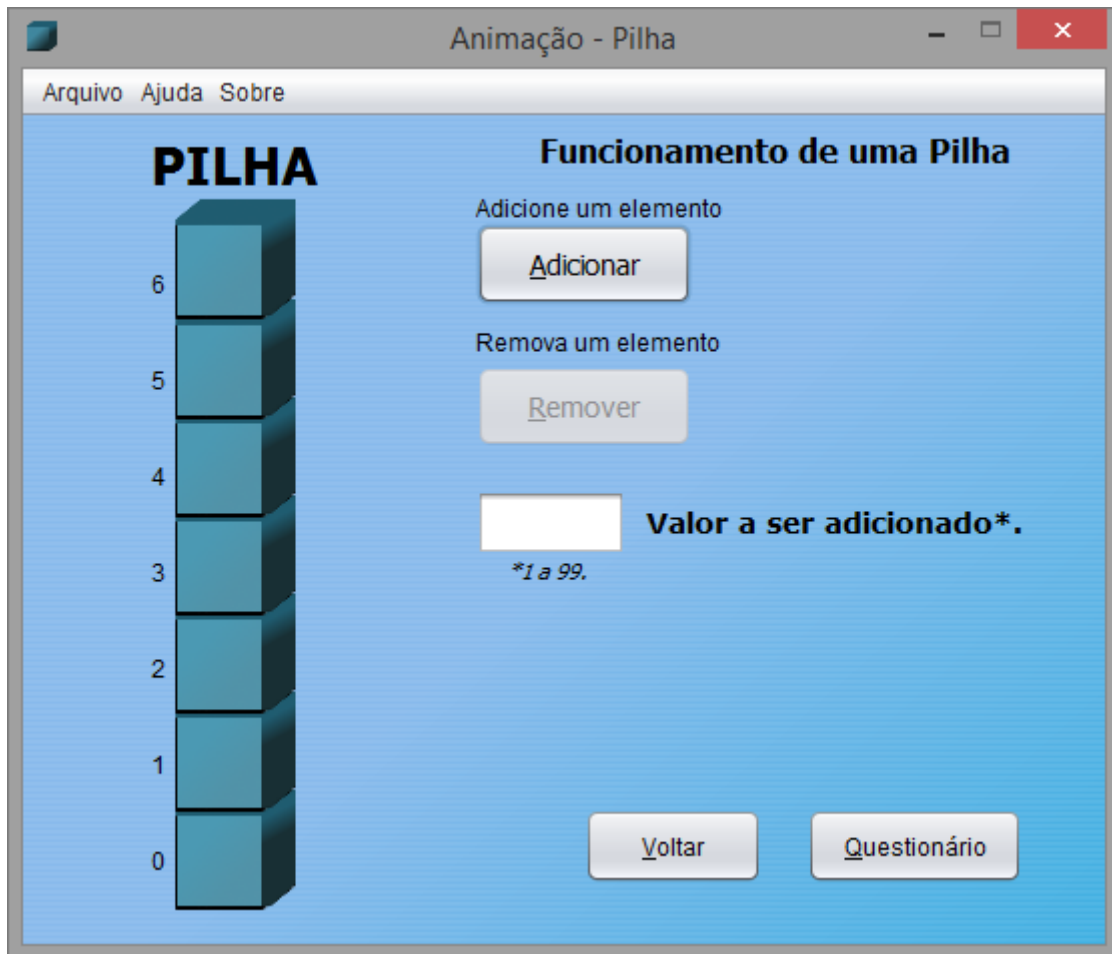 Animação - Pilha
Arquivo Ajuda Sobre
PILHA
Funcionamento de uma Pilha
Adicione um elemento
Adicionar
Remova um elemento
Remover
Valor a ser adicionado*.
*1 a 99.
6
5
4
3
2
1
0
Voltar
Questionário